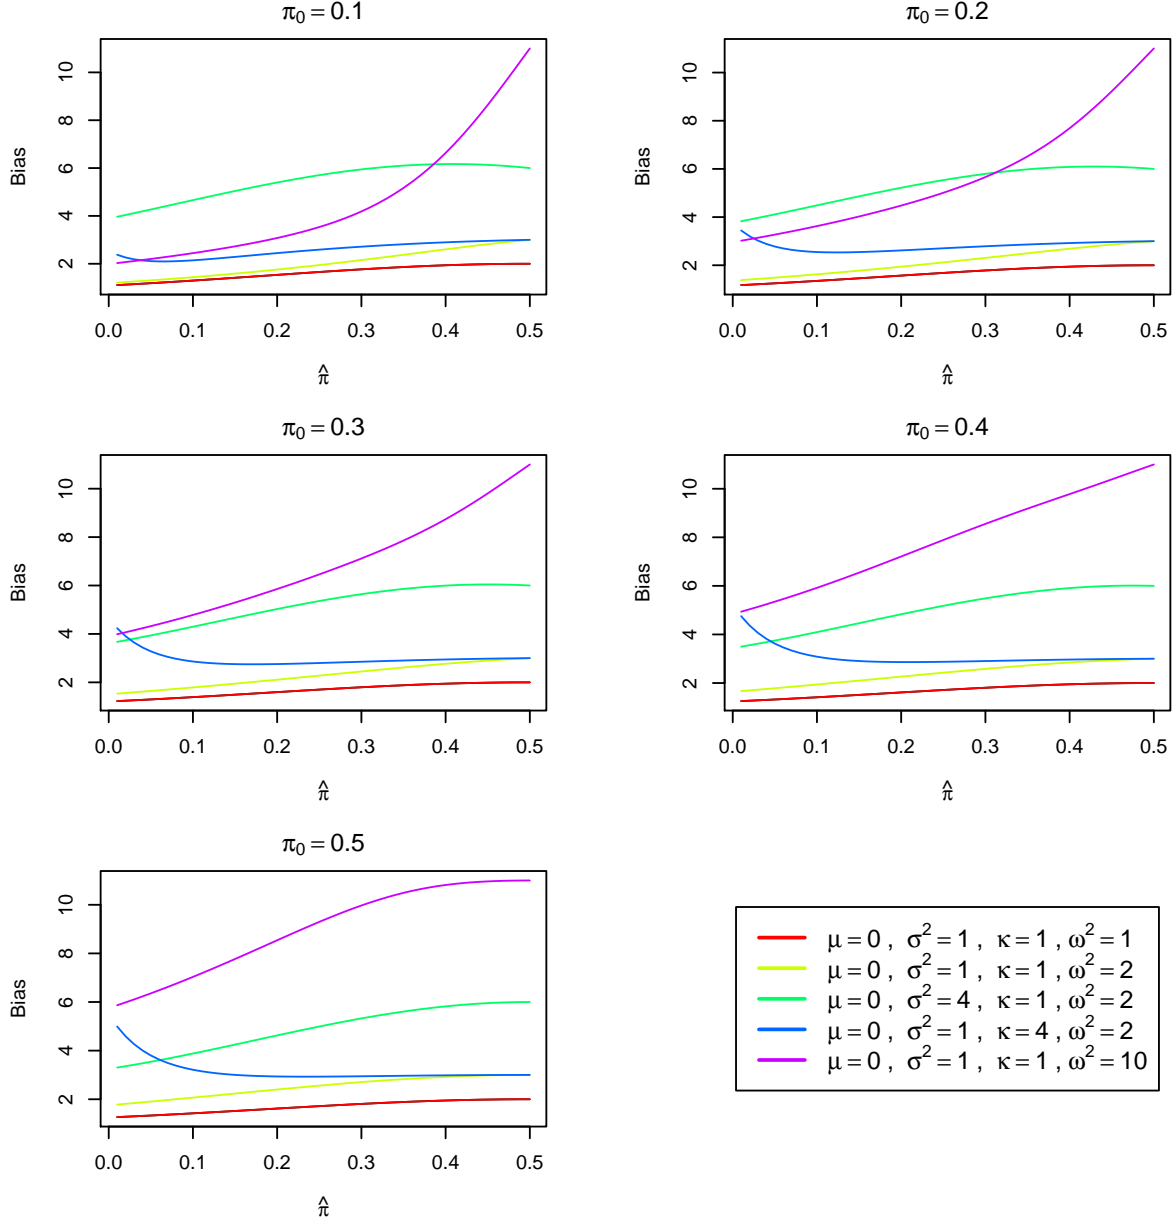 π₀ = 0.1
Bias
10
8
6
4
2
0.0 0.1 0.2 0.3 0.4 0.5
π̂
π₀ = 0.2
Bias
10
8
6
4
2
0.0 0.1 0.2 0.3 0.4 0.5
π̂
π₀ = 0.3
Bias
10
8
6
4
2
0.0 0.1 0.2 0.3 0.4 0.5
π̂
π₀ = 0.4
Bias
10
8
6
4
2
0.0 0.1 0.2 0.3 0.4 0.5
π̂
π₀ = 0.5
Bias
10
8
6
4
2
0.0 0.1 0.2 0.3 0.4 0.5
π̂
μ = 0 , σ² = 1 , κ = 1 , ω² = 1
μ = 0 , σ² = 1 , κ = 1 , ω² = 2
μ = 0 , σ² = 4 , κ = 1 , ω² = 2
μ = 0 , σ² = 1 , κ = 4 , ω² = 2
μ = 0 , σ² = 1 , κ = 1 , ω² = 10